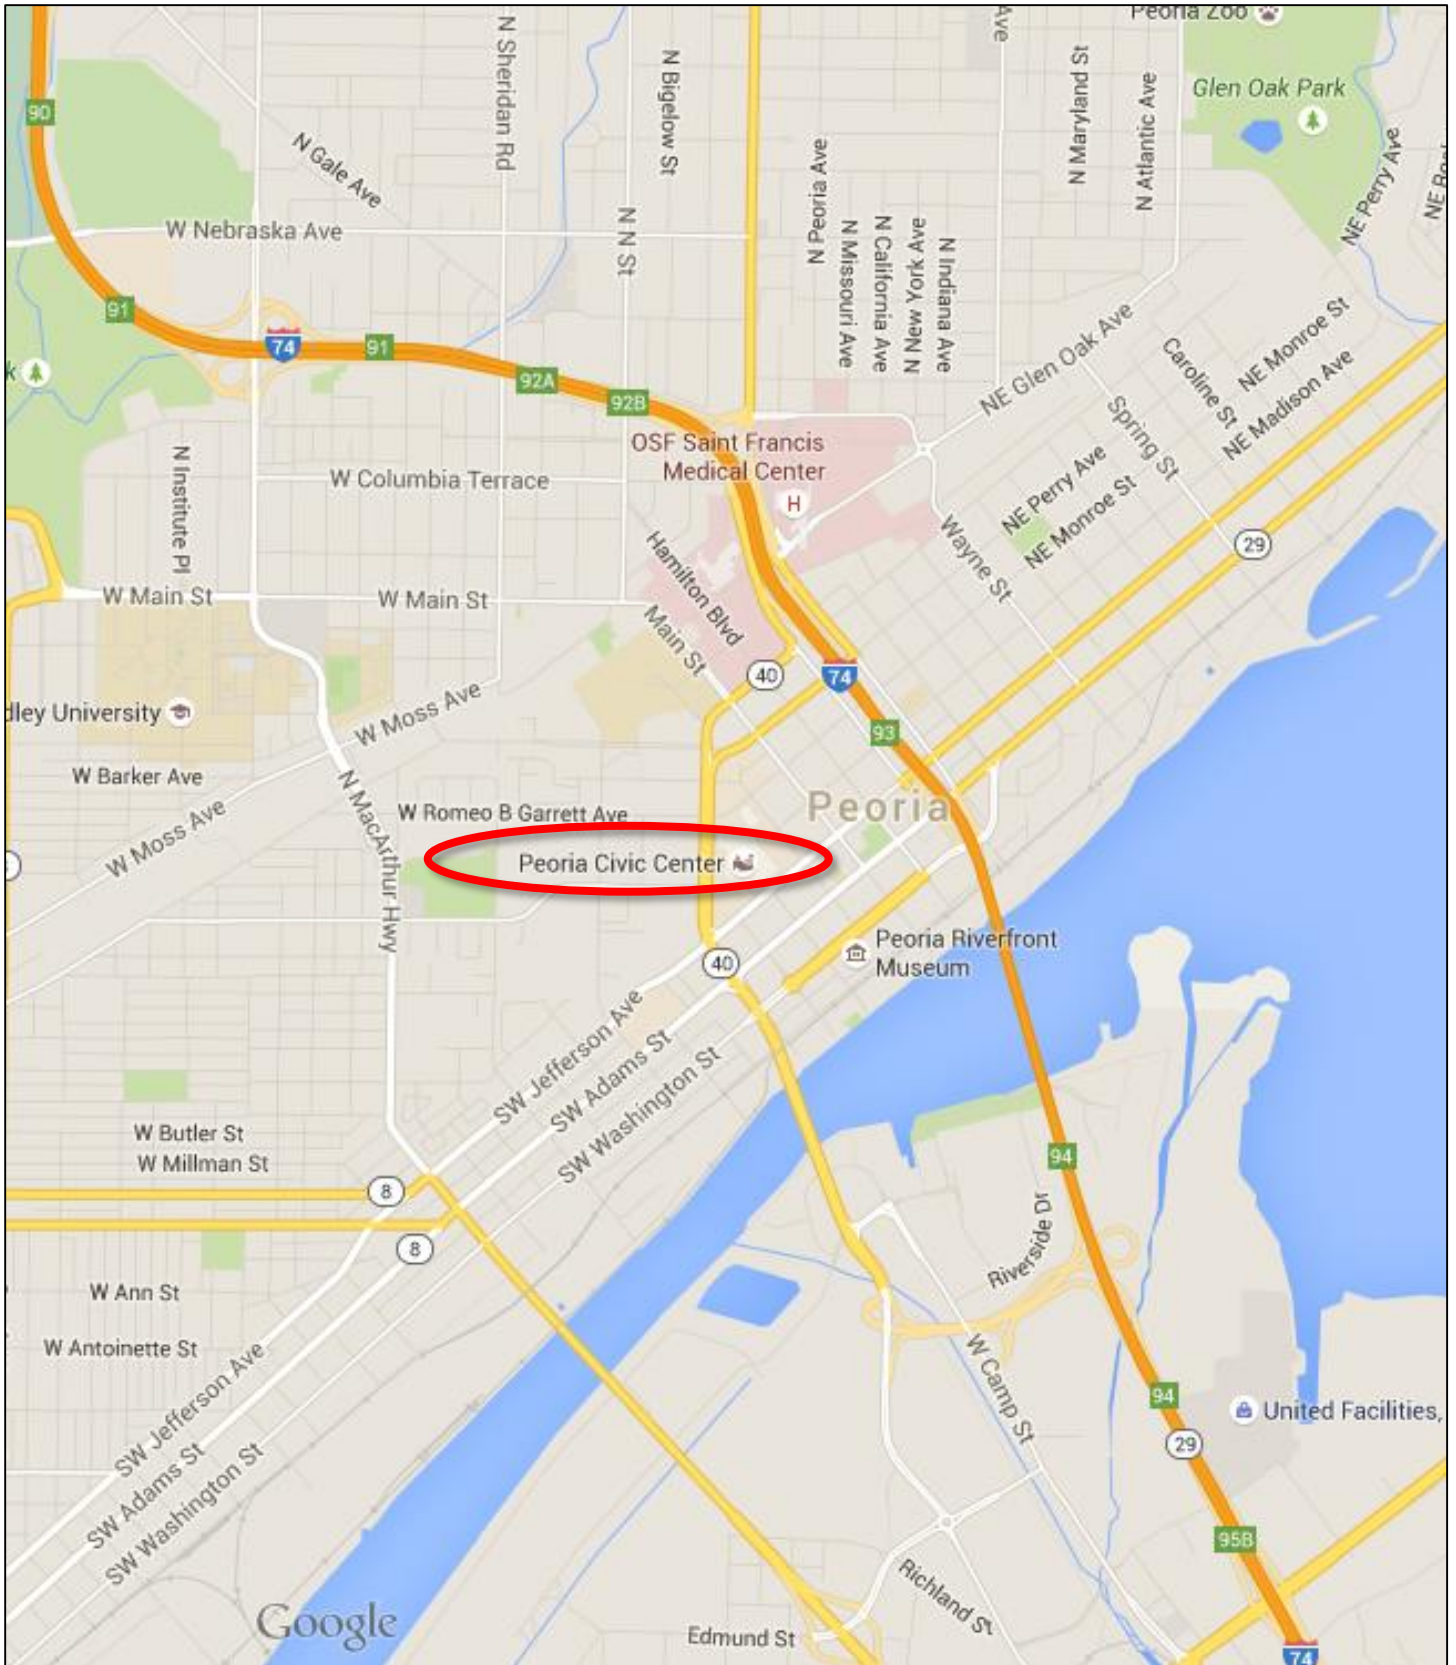 Peoria Zoo
N Sheridan Rd
N Bigelow St
Ave
N Maryland St
N Atlantic Ave
Glen Oak Park
90
N Gale Ave
N Peoria Ave
NE Perry Ave
W Nebraska Ave
N N St
N Missouri Ave
N California Ave
N New York Ave
N Indiana Ave
91
74
91
92A
92B
NE Glen Oak Ave
Caroline St
NE Monroe St
NE Madison Ave
Spring St
k
OSF Saint Francis
Medical Center
H
N Institute Pl
W Columbia Terrace
NE Perry Ave
NE Monroe St
Wayne St
29
Hamilton Blvd
W Main St
W Main St
Main St
40
74
dley University
W Moss Ave
93
W Barker Ave
N MacArthur Hwy
W Romeo B Garrett Ave
Peoria
W Moss Ave
Peoria Civic Center
Peoria Riverfront
Museum
40
SW Jefferson Ave
SW Adams St
SW Washington St
W Butler St
W Millman St
94
8
8
Riverside Dr
W Ann St
W Antoinette St
W Camp St
SW Jefferson Ave
SW Adams St
SW Washington St
94
United Facilities,
29
95B
Richland St
Google
Edmund St
74